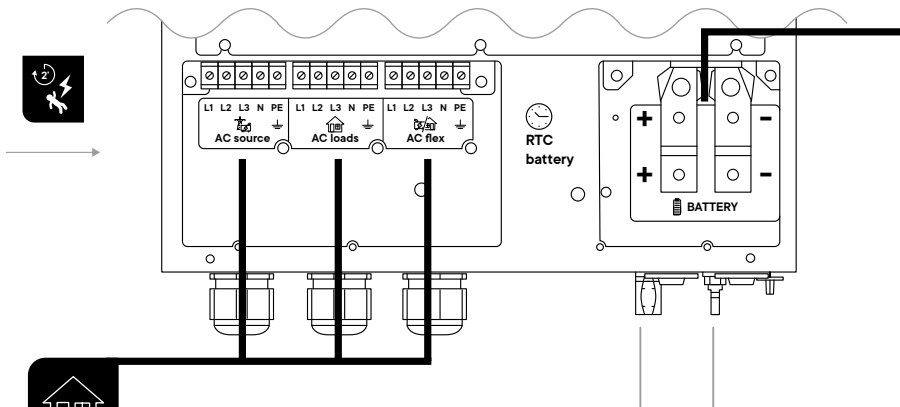 2'
L1 L2 L3 N PE
L1 L2 L3 N PE
L1 L2 L3 N PE
AC source
AC loads
AC flex
RTC
battery
+ -
+ -
BATTERY